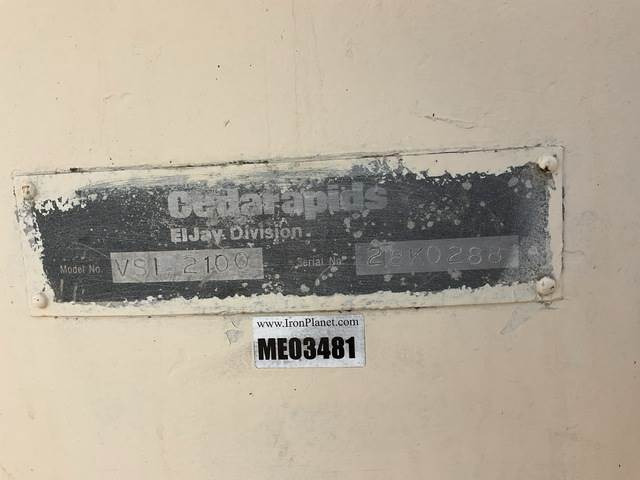 Cedarapids
ElJay Division
Model No. VSI 2100 Serial No.
www.IronPlanet.com
ME03481